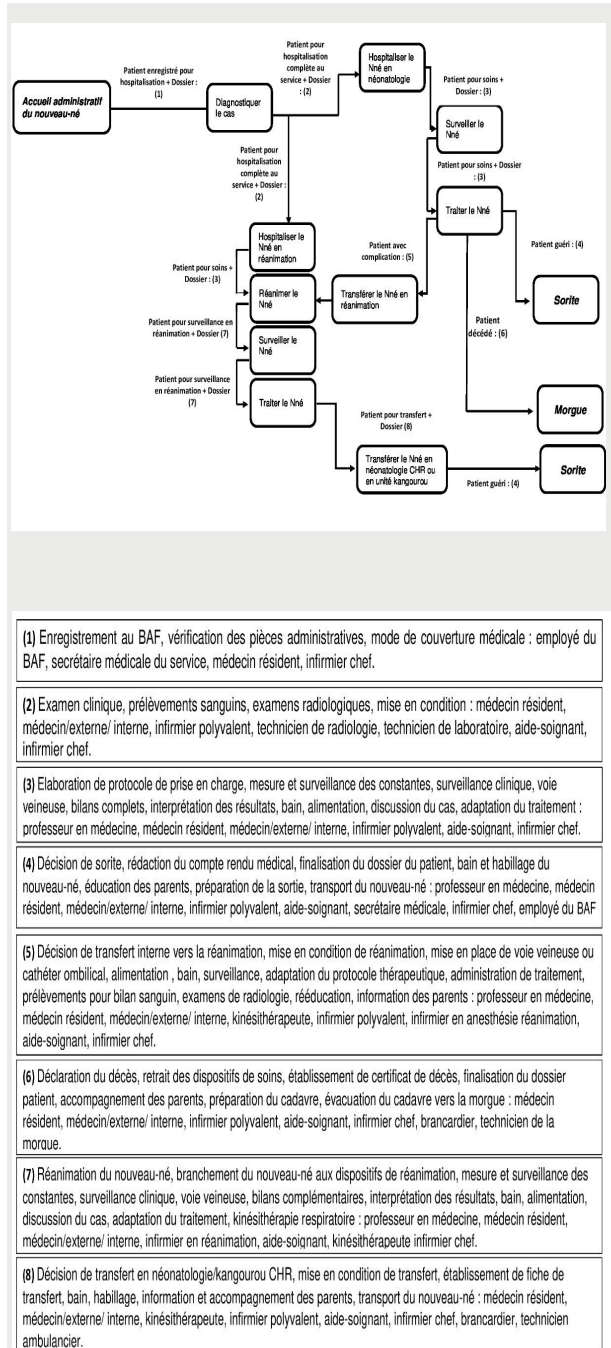 Patient pour
hospitalisation
complète au
service + Dossier
: (2)
Hospitaliser le
Nné en
néonatologie
Patient enregistré pour
hospitalisation + Dossier :
(1)
Patient pour soins +
Dossier : (3)
Accueil administratif
du nouveau-né
Diagnostiquer
le cas
Surveiller le
Nné
Patient pour
hospitalisation
complète au
service + Dossier :
(2)
Patient pour soins + Dossier
: (3)
Traiter le Nné
Hospitaliser le
Nné en
réanimation
Patient avec
complication : (5)
Patient guéri : (4)
Patient pour soins +
Dossier : (3)
Réanimer le
Nné
Transférer le Nné en
réanimation
Sorite
Patient pour surveillance en
réanimation + Dossier (7)
Patient
décédé : (6)
Surveiller le
Nné
Patient pour surveillance
en réanimation + Dossier
(7)
Traiter le Nné
Patient pour transfert +
Dossier (8)
Morgue
Transférer le Nné en
néonatologie CHR ou
en unité kangourou
Patient guéri : (4)
Sorite
(1) Enregistrement au BAF, vérification des pièces administratives, mode de couverture médicale : employé du
BAF, secrétaire médicale du service, médecin résident, infirmier chef.
(2) Examen clinique, prélèvements sanguins, examens radiologiques, mise en condition : médecin résident,
médecin/externe/ interne, infirmier polyvalent, technicien de radiologie, technicien de laboratoire, aide-soignant,
infirmier chef.
(3) Elaboration de protocole de prise en charge, mesure et surveillance des constantes, surveillance clinique, voie
veineuse, bilans complets, interprétation des résultats, bain, alimentation, discussion du cas, adaptation du traitement :
professeur en médecine, médecin résident, médecin/externe/ interne, infirmier polyvalent, aide-soignant, infirmier chef.
(4) Décision de sorite, rédaction du compte rendu médical, finalisation du dossier du patient, bain et habillage du
nouveau-né, éducation des parents, préparation de la sortie, transport du nouveau-né : professeur en médecine, médecin
résident, médecin/externe/ interne, infirmier polyvalent, aide-soignant, secrétaire médicale, infirmier chef, employé du BAF
(5) Décision de transfert interne vers la réanimation, mise en condition de réanimation, mise en place de voie veineuse ou
cathéter ombilical, alimentation , bain, surveillance, adaptation du protocole thérapeutique, administration de traitement,
prélèvements pour bilan sanguin, examens de radiologie, rééducation, information des parents : professeur en médecine,
médecin résident, médecin/externe/ interne, kinésithérapeute, infirmier polyvalent, infirmier en anesthésie réanimation,
aide-soignant, infirmier chef.
(6) Déclaration du décès, retrait des dispositifs de soins, établissement de certificat de décès, finalisation du dossier
patient, accompagnement des parents, préparation du cadavre, évacuation du cadavre vers la morgue : médecin
résident, médecin/externe/ interne, infirmier polyvalent, aide-soignant, infirmier chef, brancardier, technicien de la
morgue.
(7) Réanimation du nouveau-né, branchement du nouveau-né aux dispositifs de réanimation, mesure et surveillance des
constantes, surveillance clinique, voie veineuse, bilans complémentaires, interprétation des résultats, bain, alimentation,
discussion du cas, adaptation du traitement, kinésithérapie respiratoire : professeur en médecine, médecin résident,
médecin/externe/ interne, infirmier en réanimation, aide-soignant, kinésithérapeute infirmier chef.
(8) Décision de transfert en néonatologie/kangourou CHR, mise en condition de transfert, établissement de fiche de
transfert, bain, habillage, information et accompagnement des parents, transport du nouveau-né : médecin résident,
médecin/externe/ interne, kinésithérapeute, infirmier polyvalent, aide-soignant, infirmier chef, brancardier, technicien
ambulancier.